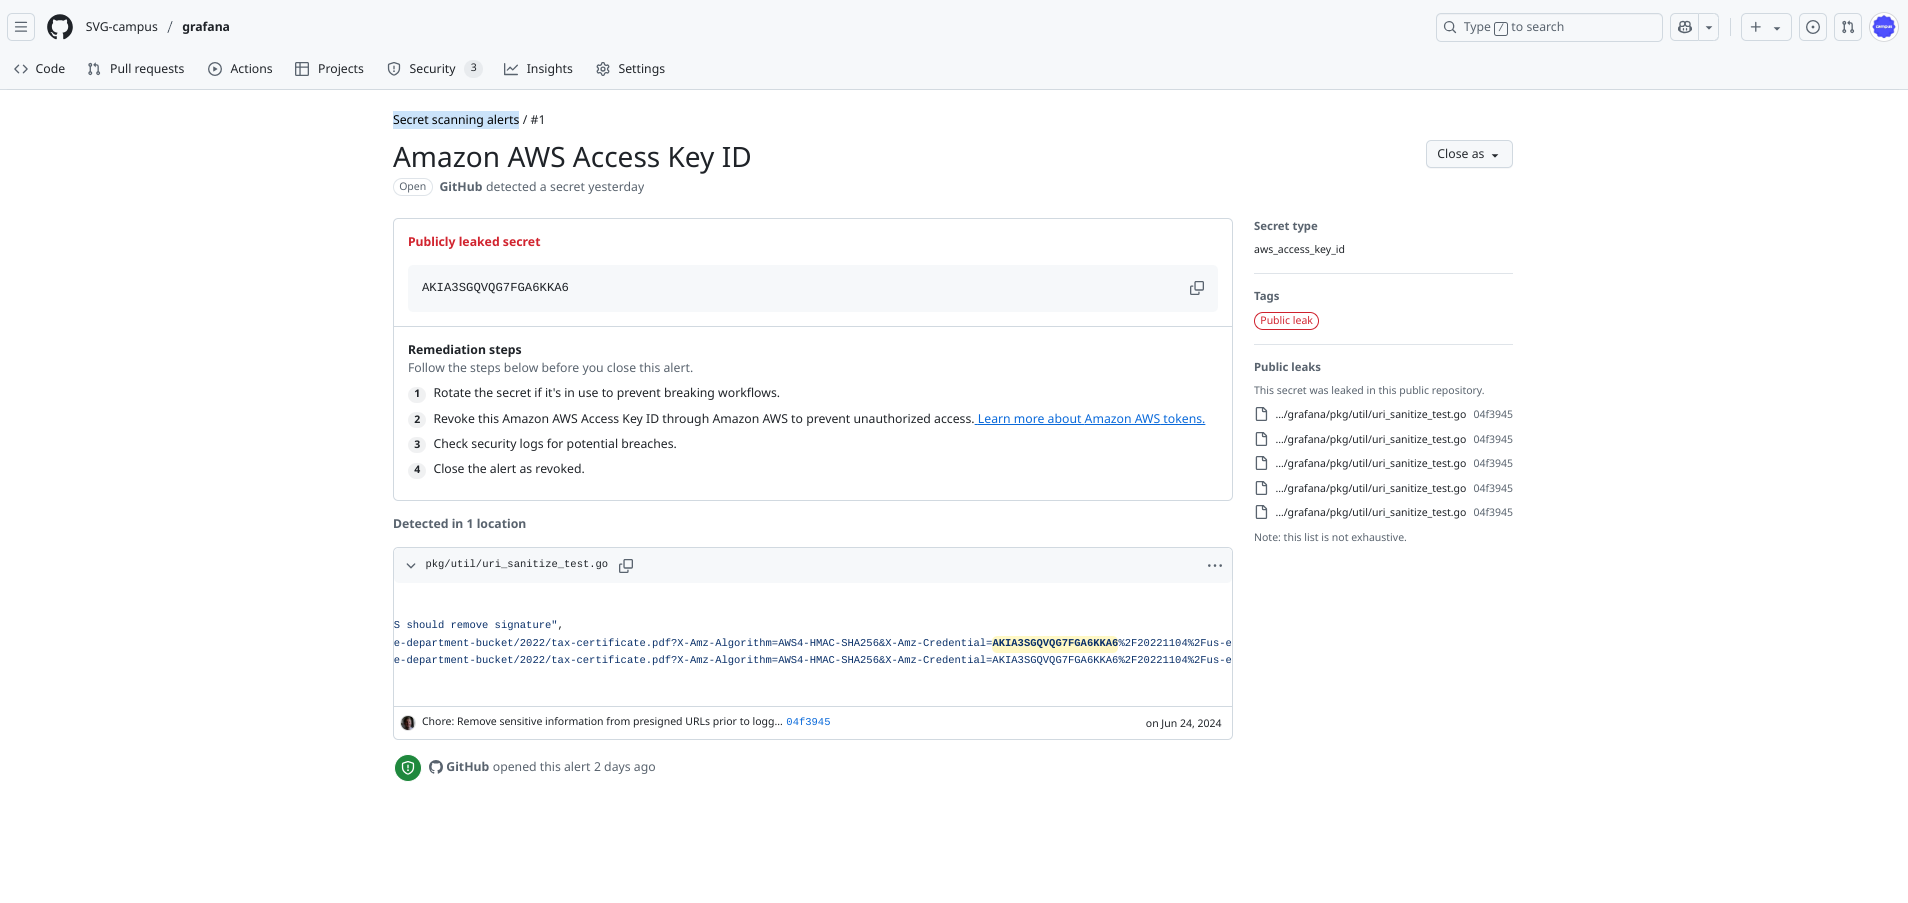 SVG-campus / grafana
Type / to search
Code Pull requests Actions Projects Security 3 Insights Settings
Secret scanning alerts / #1
Amazon AWS Access Key ID
Close as
Open GitHub detected a secret yesterday
Publicly leaked secret
AKIA3SGQVQG7FGA6KKA6
Remediation steps
Follow the steps below before you close this alert.
1 Rotate the secret if it's in use to prevent breaking workflows.
2 Revoke this Amazon AWS Access Key ID through Amazon AWS to prevent unauthorized access. Learn more about Amazon AWS tokens.
3 Check security logs for potential breaches.
4 Close the alert as revoked.
Detected in 1 location
pkg/util/uri_sanitize_test.go
S should remove signature",
e-department-bucket/2022/tax-certificate.pdf?X-Amz-Algorithm=AWS4-HMAC-SHA256&X-Amz-Credential=AKIA3SGQVQG7FGA6KKA6%2F20221104%2Fus-e
e-department-bucket/2022/tax-certificate.pdf?X-Amz-Algorithm=AWS4-HMAC-SHA256&X-Amz-Credential=AKIA3SGQVQG7FGA6KKA6%2F20221104%2Fus-e
Chore: Remove sensitive information from presigned URLs prior to logg... 04f3945
on Jun 24, 2024
GitHub opened this alert 2 days ago
Secret type
aws_access_key_id
Tags
Public leak
Public leaks
This secret was leaked in this public repository.
.../grafana/pkg/util/uri_sanitize_test.go 04f3945
.../grafana/pkg/util/uri_sanitize_test.go 04f3945
.../grafana/pkg/util/uri_sanitize_test.go 04f3945
.../grafana/pkg/util/uri_sanitize_test.go 04f3945
.../grafana/pkg/util/uri_sanitize_test.go 04f3945
Note: this list is not exhaustive.